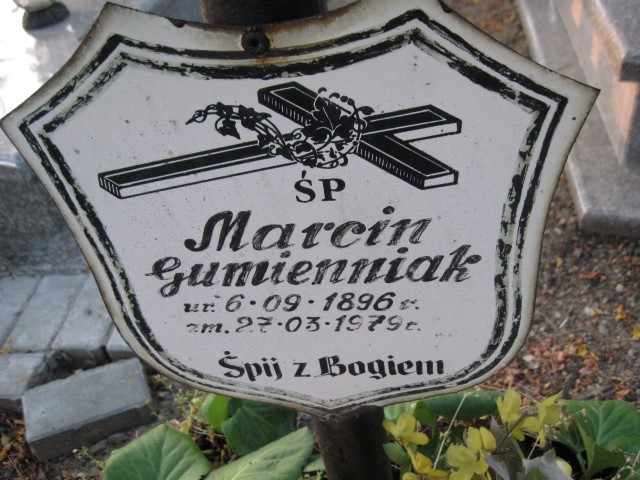 ŚP
Marcin
Gumienniak
ur. 6·09·1896 r.
zm. 27·03·1979 r.
Śpij z Bogiem